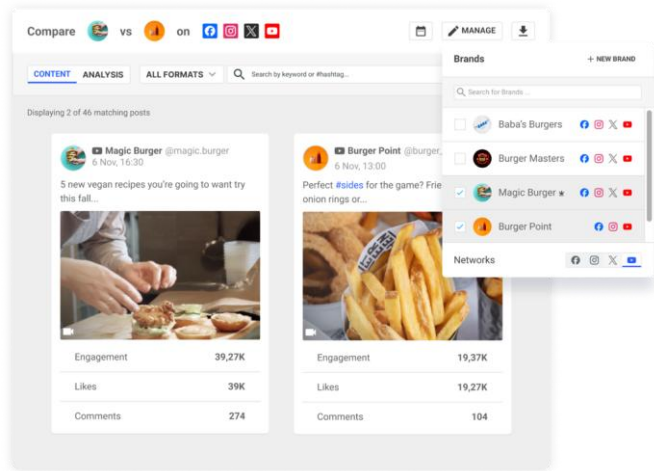 Compare vs on
MANAGE
CONTENT ANALYSIS ALL FORMATS Search by keyword or #hashtag...
Displaying 2 of 46 matching posts
Magic Burger @magic.burger
6 Nov, 16:30
5 new vegan recipes you're going to want try
this fall...
Engagement 39,27K
Likes 39K
Comments 274
Burger Point @burger_
6 Nov, 13:00
Perfect #sides for the game? Frie
onion rings or...
Engagement 19,37K
Likes 19,27K
Comments 104
Brands + NEW BRAND
Search for Brands ...
Baba's Burgers
Burger Masters
Magic Burger ★
Burger Point
Networks